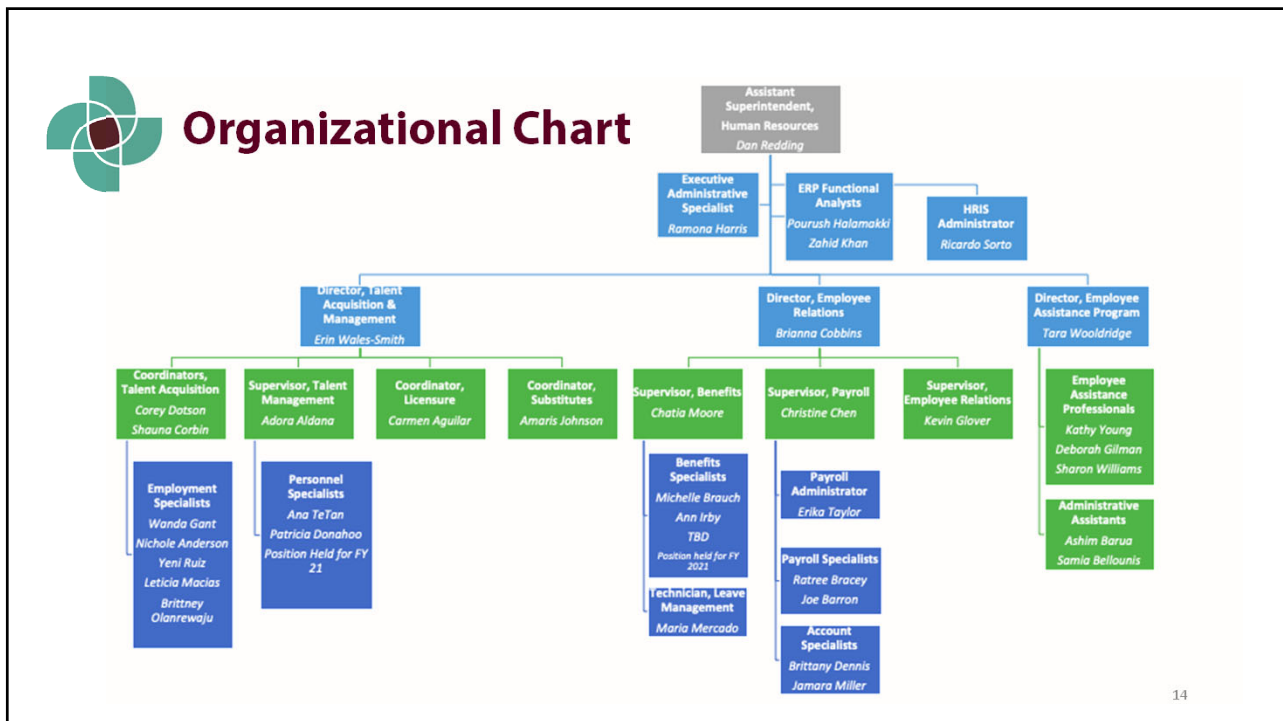 Organizational Chart
Assistant
Superintendent,
Human Resources
Dan Redding
Executive
Administrative
Specialist
Ramona Harris
ERP Functional
Analysts
Pourush Halamakki
Zahid Khan
HRIS
Administrator
Ricardo Sorto
Director, Talent
Acquisition &
Management
Erin Wales-Smith
Director, Employee
Relations
Brianna Cobbins
Director, Employee
Assistance Program
Tara Wooldridge
Coordinators,
Talent Acquisition
Corey Dotson
Shauna Corbin
Supervisor, Talent
Management
Adora Aldana
Coordinator,
Licensure
Carmen Aguilar
Coordinator,
Substitutes
Amaris Johnson
Supervisor, Benefits
Chatia Moore
Supervisor, Payroll
Christine Chen
Supervisor,
Employee Relations
Kevin Glover
Employee
Assistance
Professionals
Kathy Young
Deborah Gilman
Sharon Williams
Employment
Specialists
Wanda Gant
Nichole Anderson
Yeni Ruiz
Leticia Macias
Brittney
Olanrewaju
Personnel
Specialists
Ana TeTan
Patricia Donahoo
Position Held for FY
21
Benefits
Specialists
Michelle Brauch
Ann Irby
TBD
Position held for FY
2021
Technician, Leave
Management
Maria Mercado
Payroll
Administrator
Erika Taylor
Payroll Specialists
Ratree Bracey
Joe Barron
Account
Specialists
Brittany Dennis
Jamara Miller
Administrative
Assistants
Ashim Barua
Samia Bellounis
14